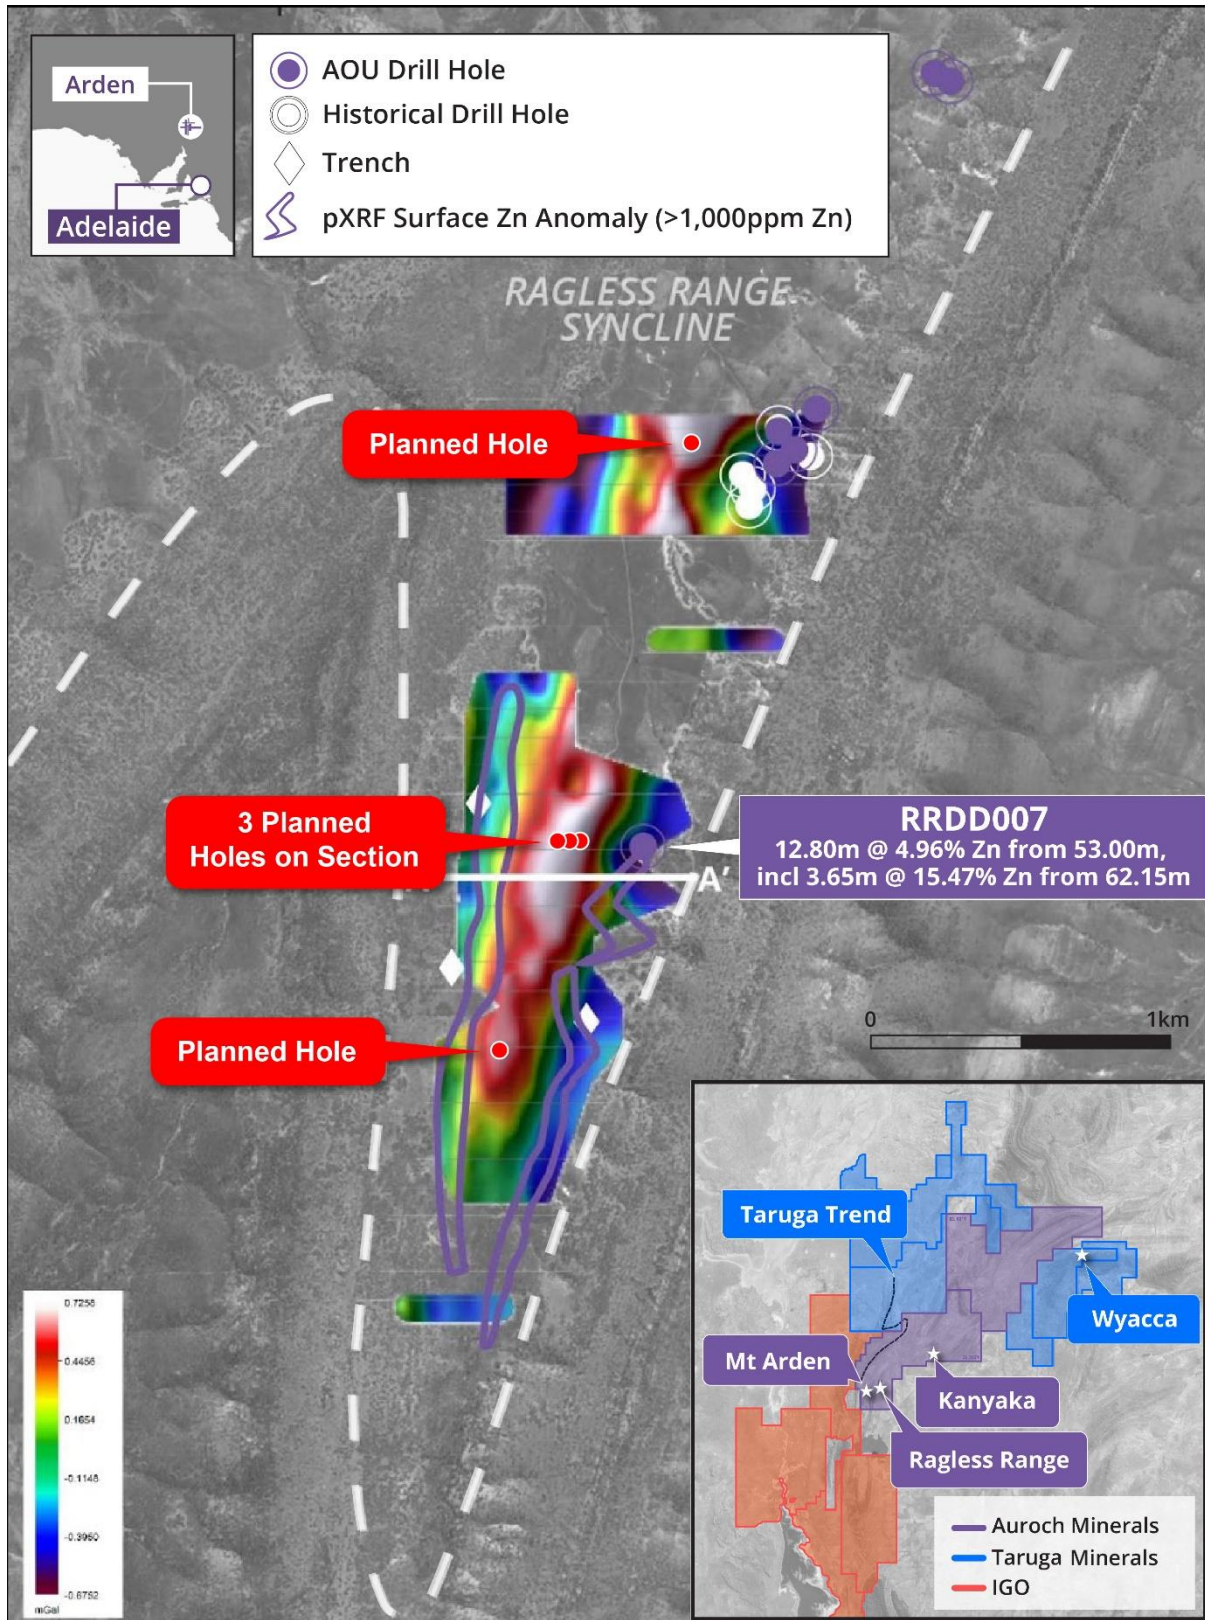 Arden
Adelaide
AOU Drill Hole
Historical Drill Hole
Trench
pXRF Surface Zn Anomaly (>1,000ppm Zn)
RAGLESS RANGE
SYNCLINE
Planned Hole
3 Planned
Holes on Section
RRDD007
12.80m @ 4.96% Zn from 53.00m,
incl 3.65m @ 15.47% Zn from 62.15m
A'
0
1km
Planned Hole
Taruga Trend
Wyacca
Mt Arden
Kanyaka
Ragless Range
Auroch Minerals
Taruga Minerals
IGO
0.7256
0.4456
0.1654
-0.1146
-0.3950
-0.6752
mGal